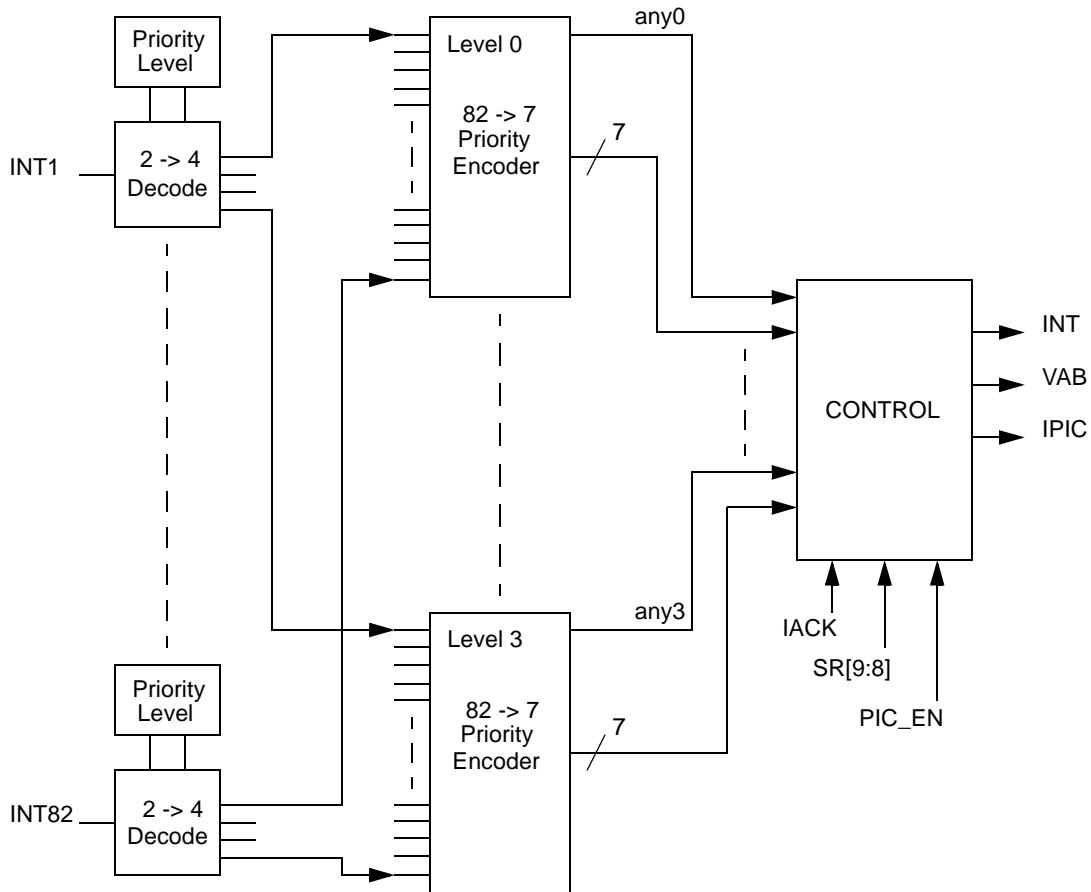 Priority
Level
INT1
2 -> 4
Decode
Level 0
82 -> 7
Priority
Encoder
any0
7
CONTROL
INT
VAB
IPIC
IACK
SR[9:8]
PIC_EN
Priority
Level
INT82
2 -> 4
Decode
Level 3
82 -> 7
Priority
Encoder
any3
7